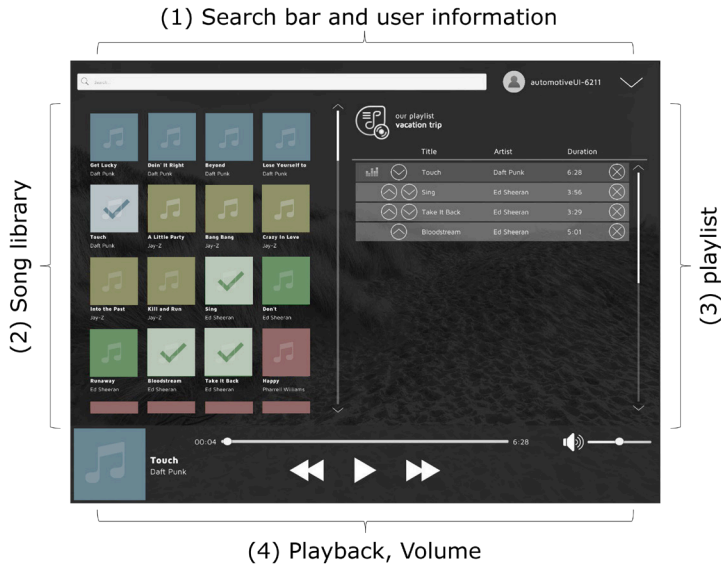 (1) Search bar and user information
Search...
automotiveUI-6211
our playlist
vacation trip
(2) Song library
Get Lucky Doin' It Right Beyond Lose Yourself to
Daft Punk Daft Punk Daft Punk Daft Punk
Touch A Little Party Bang Bang Crazy In Love
Daft Punk Jay-Z Jay-Z Jay-Z
Into the Past Kill and Run Sing Don't
Jay-Z Jay-Z Ed Sheeran Ed Sheeran
Runaway Bloodstream Take It Back Happy
Ed Sheeran Ed Sheeran Ed Sheeran Pharrell Williams
Title Artist Duration
Touch Daft Punk 6:28
Sing Ed Sheeran 3:56
Take It Back Ed Sheeran 3:29
Bloodstream Ed Sheeran 5:01
(3) playlist
00:04 6:28
Touch
Daft Punk
(4) Playback, Volume